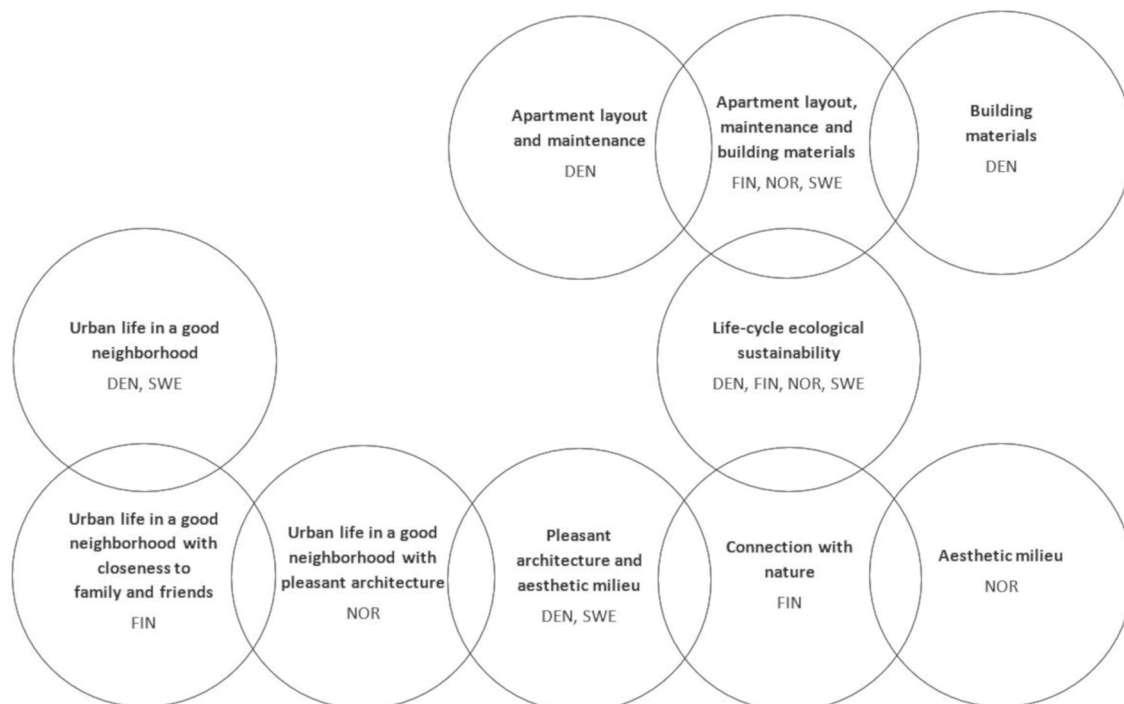 Apartment layout
and maintenance
DEN
Apartment layout,
maintenance and
building materials
FIN, NOR, SWE
Building
materials
DEN
Urban life in a good
neighborhood
DEN, SWE
Life-cycle ecological
sustainability
DEN, FIN, NOR, SWE
Urban life in a good
neighborhood with
closeness to
family and friends
FIN
Urban life in a good
neighborhood with
pleasant architecture
NOR
Pleasant
architecture and
aesthetic milieu
DEN, SWE
Connection with
nature
FIN
Aesthetic milieu
NOR